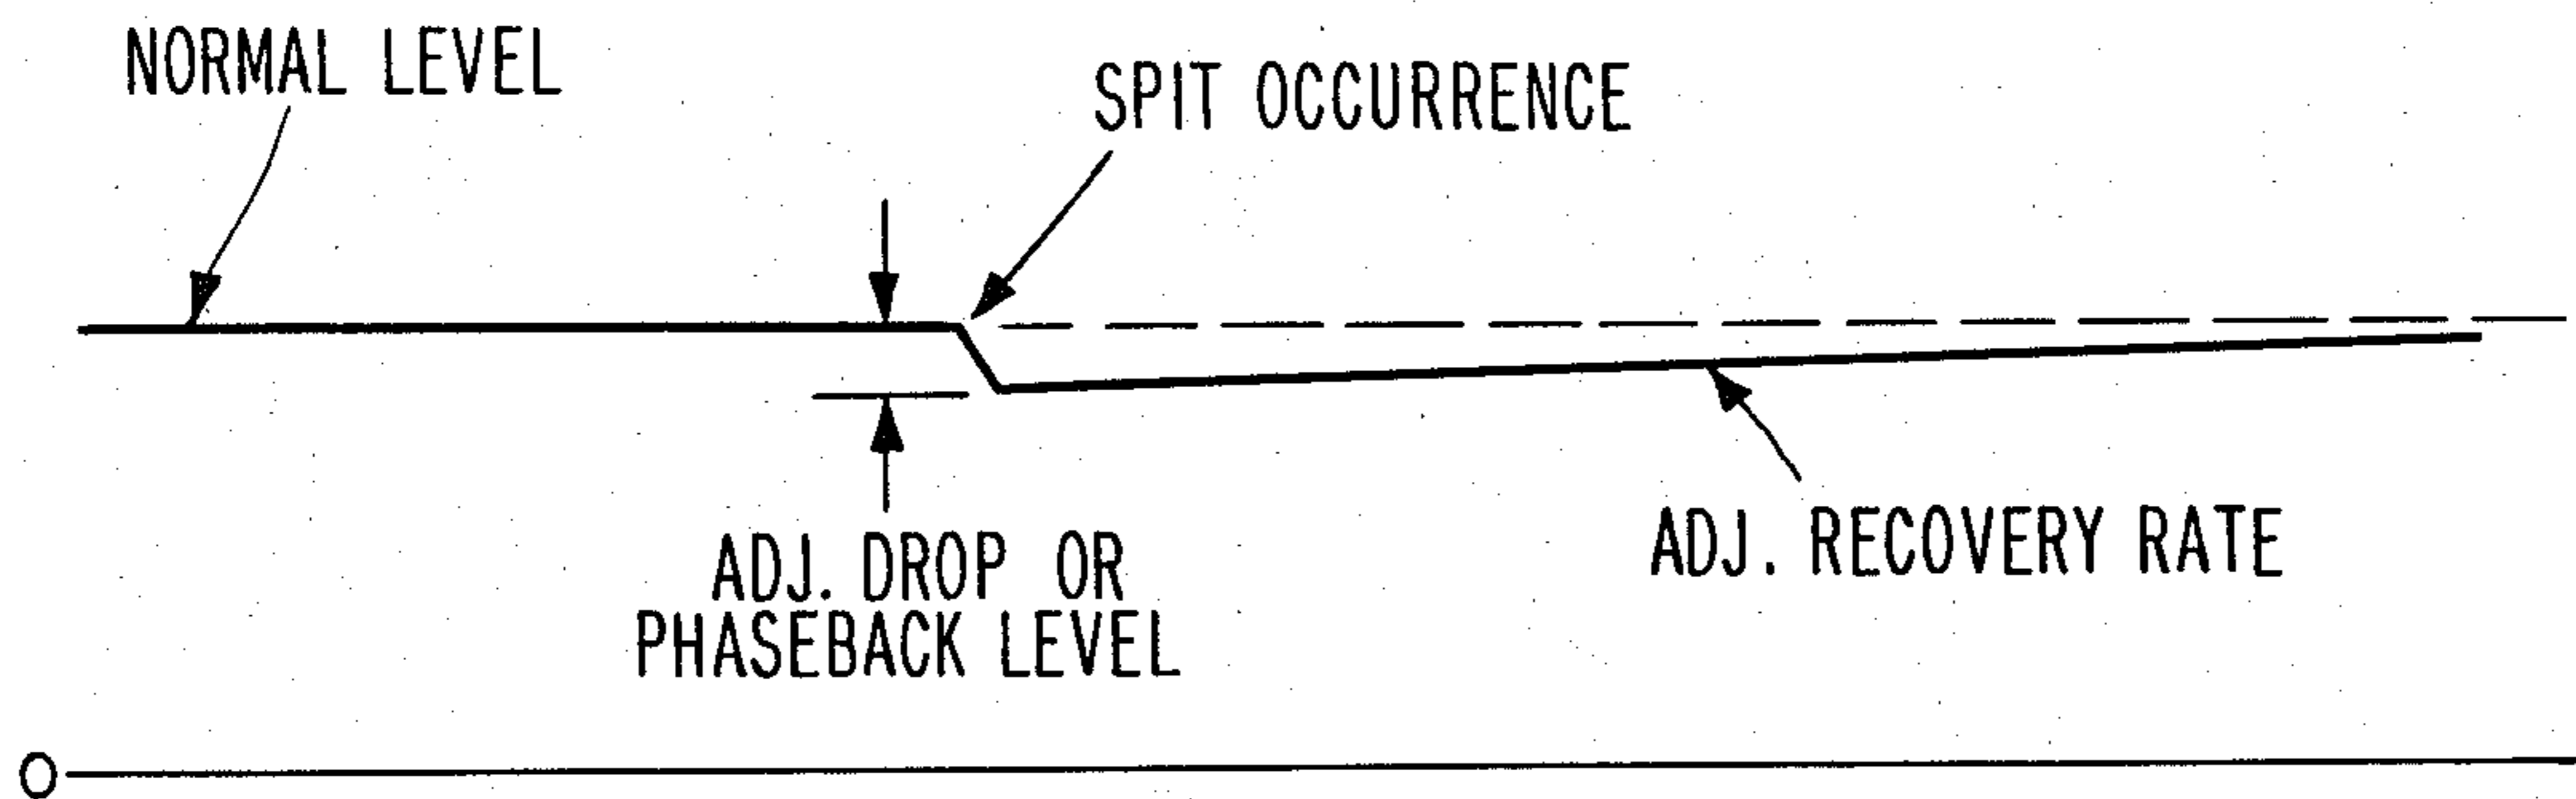 NORMAL LEVEL
SPIT OCCURRENCE
ADJ. DROP OR
PHASEBACK LEVEL
ADJ. RECOVERY RATE
O